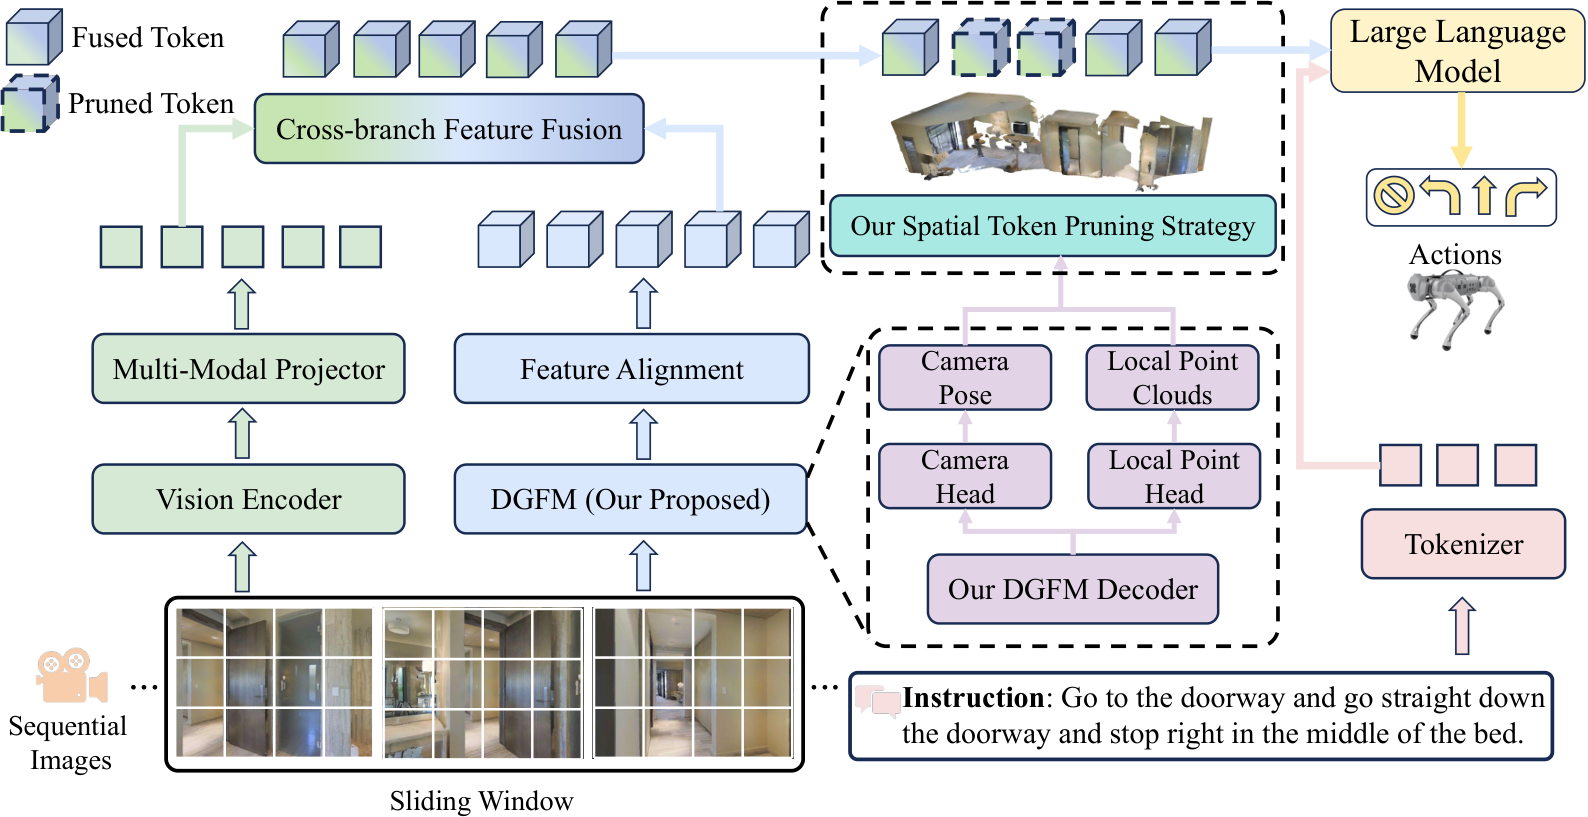 Fused Token
Pruned Token
Cross-branch Feature Fusion
Large Language
Model
Our Spatial Token Pruning Strategy
Actions
Multi-Modal Projector
Feature Alignment
Camera
Pose
Local Point
Clouds
Vision Encoder
DGFM (Our Proposed)
Camera
Head
Local Point
Head
Our DGFM Decoder
Tokenizer
Sequential
Images
...
...
Sliding Window
Instruction: Go to the doorway and go straight down
the doorway and stop right in the middle of the bed.